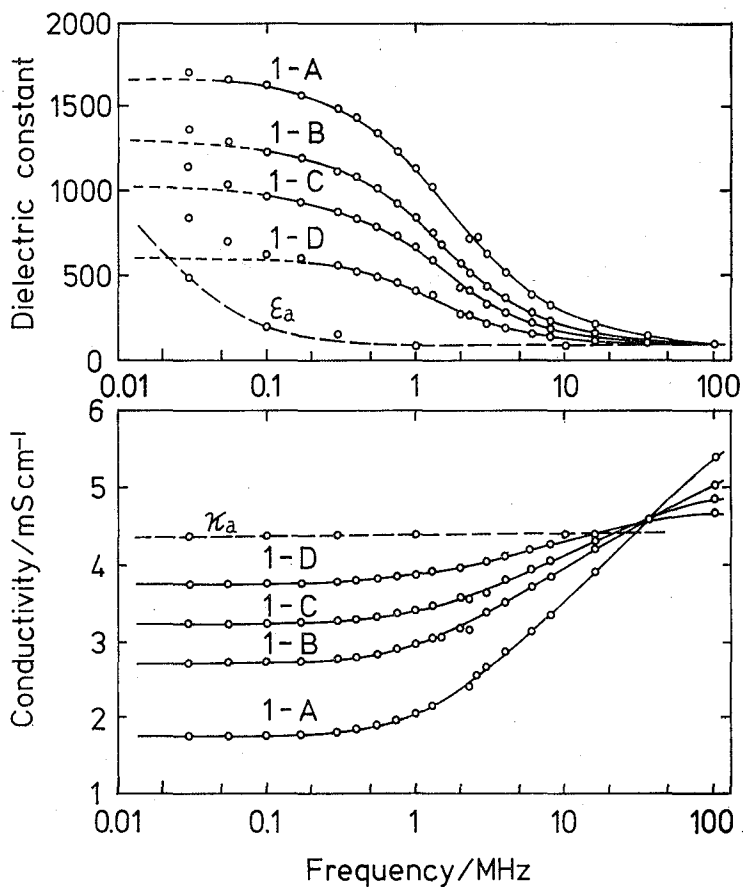 Dielectric constant
2000
1500
1000
500
0
1-A
1-B
1-C
1-D
εa
0.01
0.1
1
10
100
Conductivity/mS cm⁻¹
6
5
4
3
2
1
κa
1-D
1-C
1-B
1-A
0.01
0.1
1
10
100
Frequency/MHz